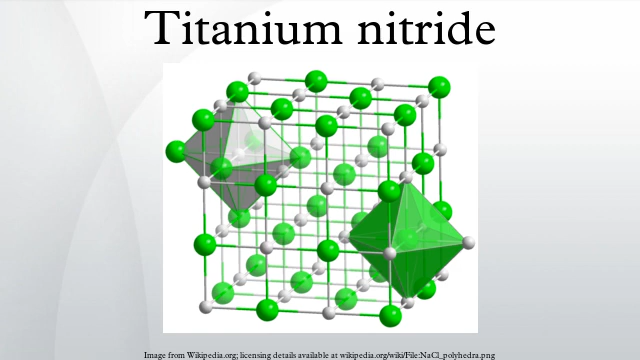 Titanium nitride
Image from Wikipedia.org; licensing details available at wikipedia.org/wiki/File:NaCl_polyhedra.png